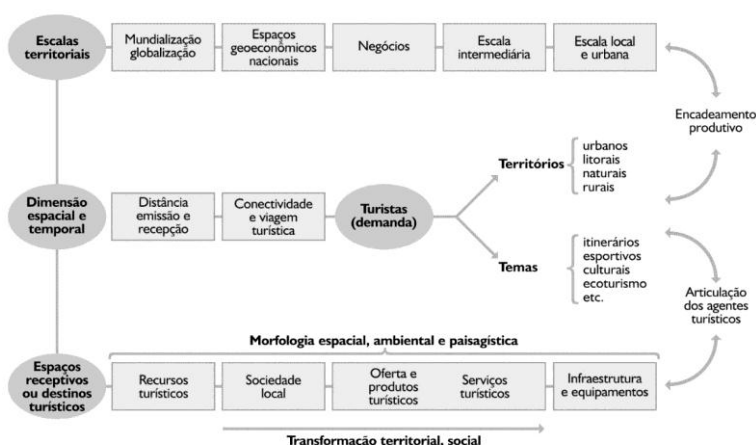 Escalas
territoriais
Mundialização
globalização
Espaços
geoeconômicos
nacionais
Negócios
Escala
intermediária
Escala local
e urbana
Encadeamento
produtivo
Dimensão
espacial e
temporal
Distância
emissão e
recepção
Conectividade
e viagem
turística
Turistas
(demanda)
Territórios
urbanos
litorais
naturais
rurais
Temas
itinerários
esportivos
culturais
ecoturismo
etc.
Articulação
dos agentes
turísticos
Morfologia espacial, ambiental e paisagística
Espaços
receptivos
ou destinos
turísticos
Recursos
turísticos
Sociedade
local
Oferta e
produtos
turísticos
Serviços
turísticos
Infraestrutura
e equipamentos
Transformação territorial, social